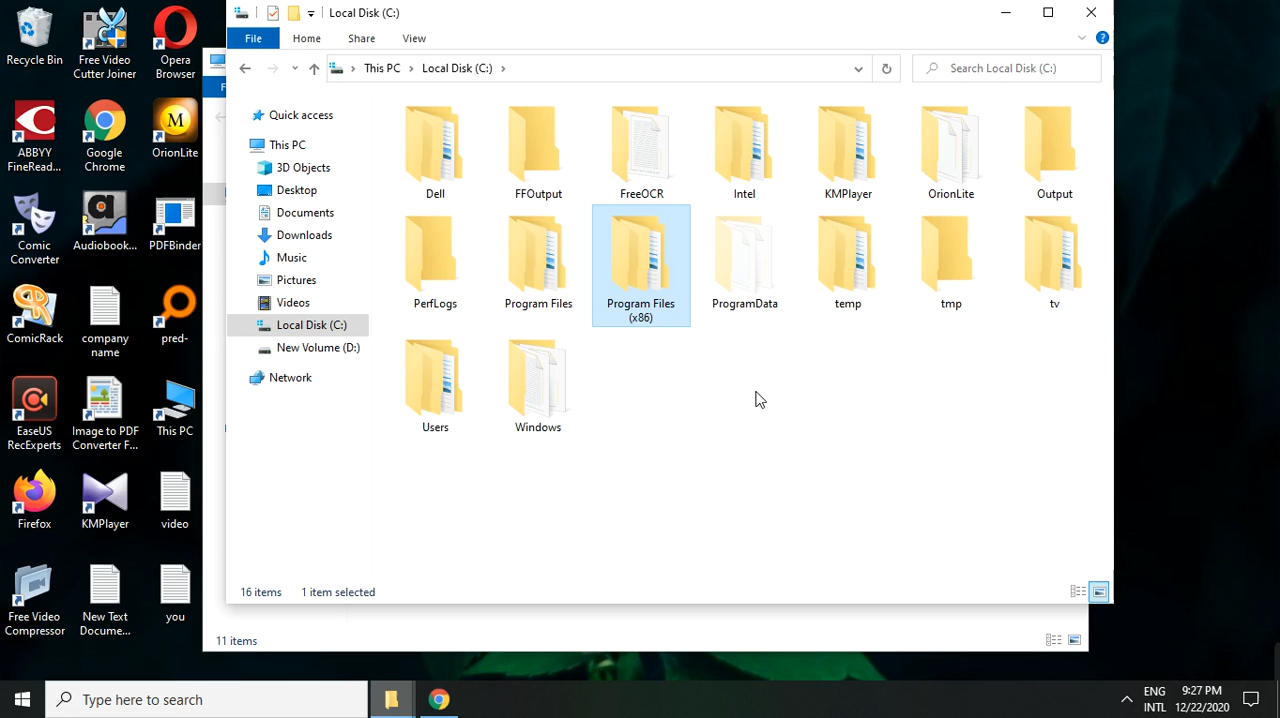 Recycle Bin
Free Video
Cutter Joiner
Opera
Browser
ABBYY
FineRead...
Google
Chrome
OrionLite
Comic
Converter
Audiobook...
PDFBinder
ComicRack
company
name
pred-
EaseUS
RecExperts
Image to PDF
Converter F...
This PC
Firefox
KMPlayer
video
Free Video
Compressor
New Text
Docume...
you
Local Disk (C:)
File
Home
Share
View
This PC
Local Disk (C:)
Search Local Disk (C:)
Quick access
This PC
3D Objects
Desktop
Documents
Downloads
Music
Pictures
Videos
Local Disk (C:)
New Volume (D:)
Network
Dell
FFOutput
FreeOCR
Intel
KMPlayer
OrionLite
Output
PerfLogs
Program Files
Program Files
(x86)
ProgramData
temp
tmp
tv
Users
Windows
16 items
1 item selected
11 items
Type here to search
ENG
INTL
9:27 PM
12/22/2020